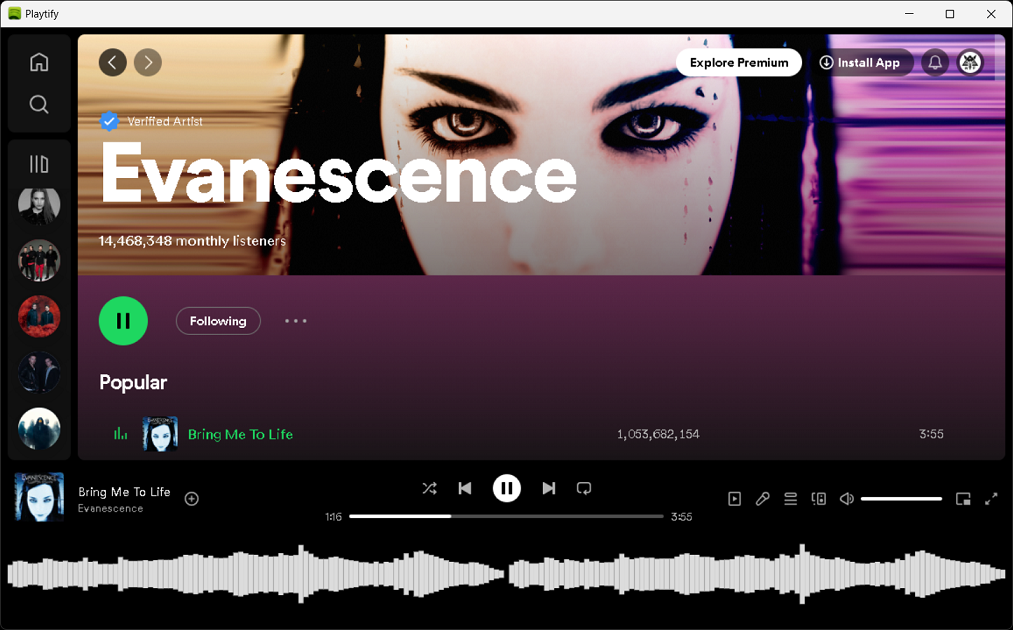 Playtify
Explore Premium
Install App
Verified Artist
Evanescence
14,468,348 monthly listeners
Following
Popular
Bring Me To Life
1,053,682,154
3:55
Bring Me To Life
Evanescence
1:16
3:55